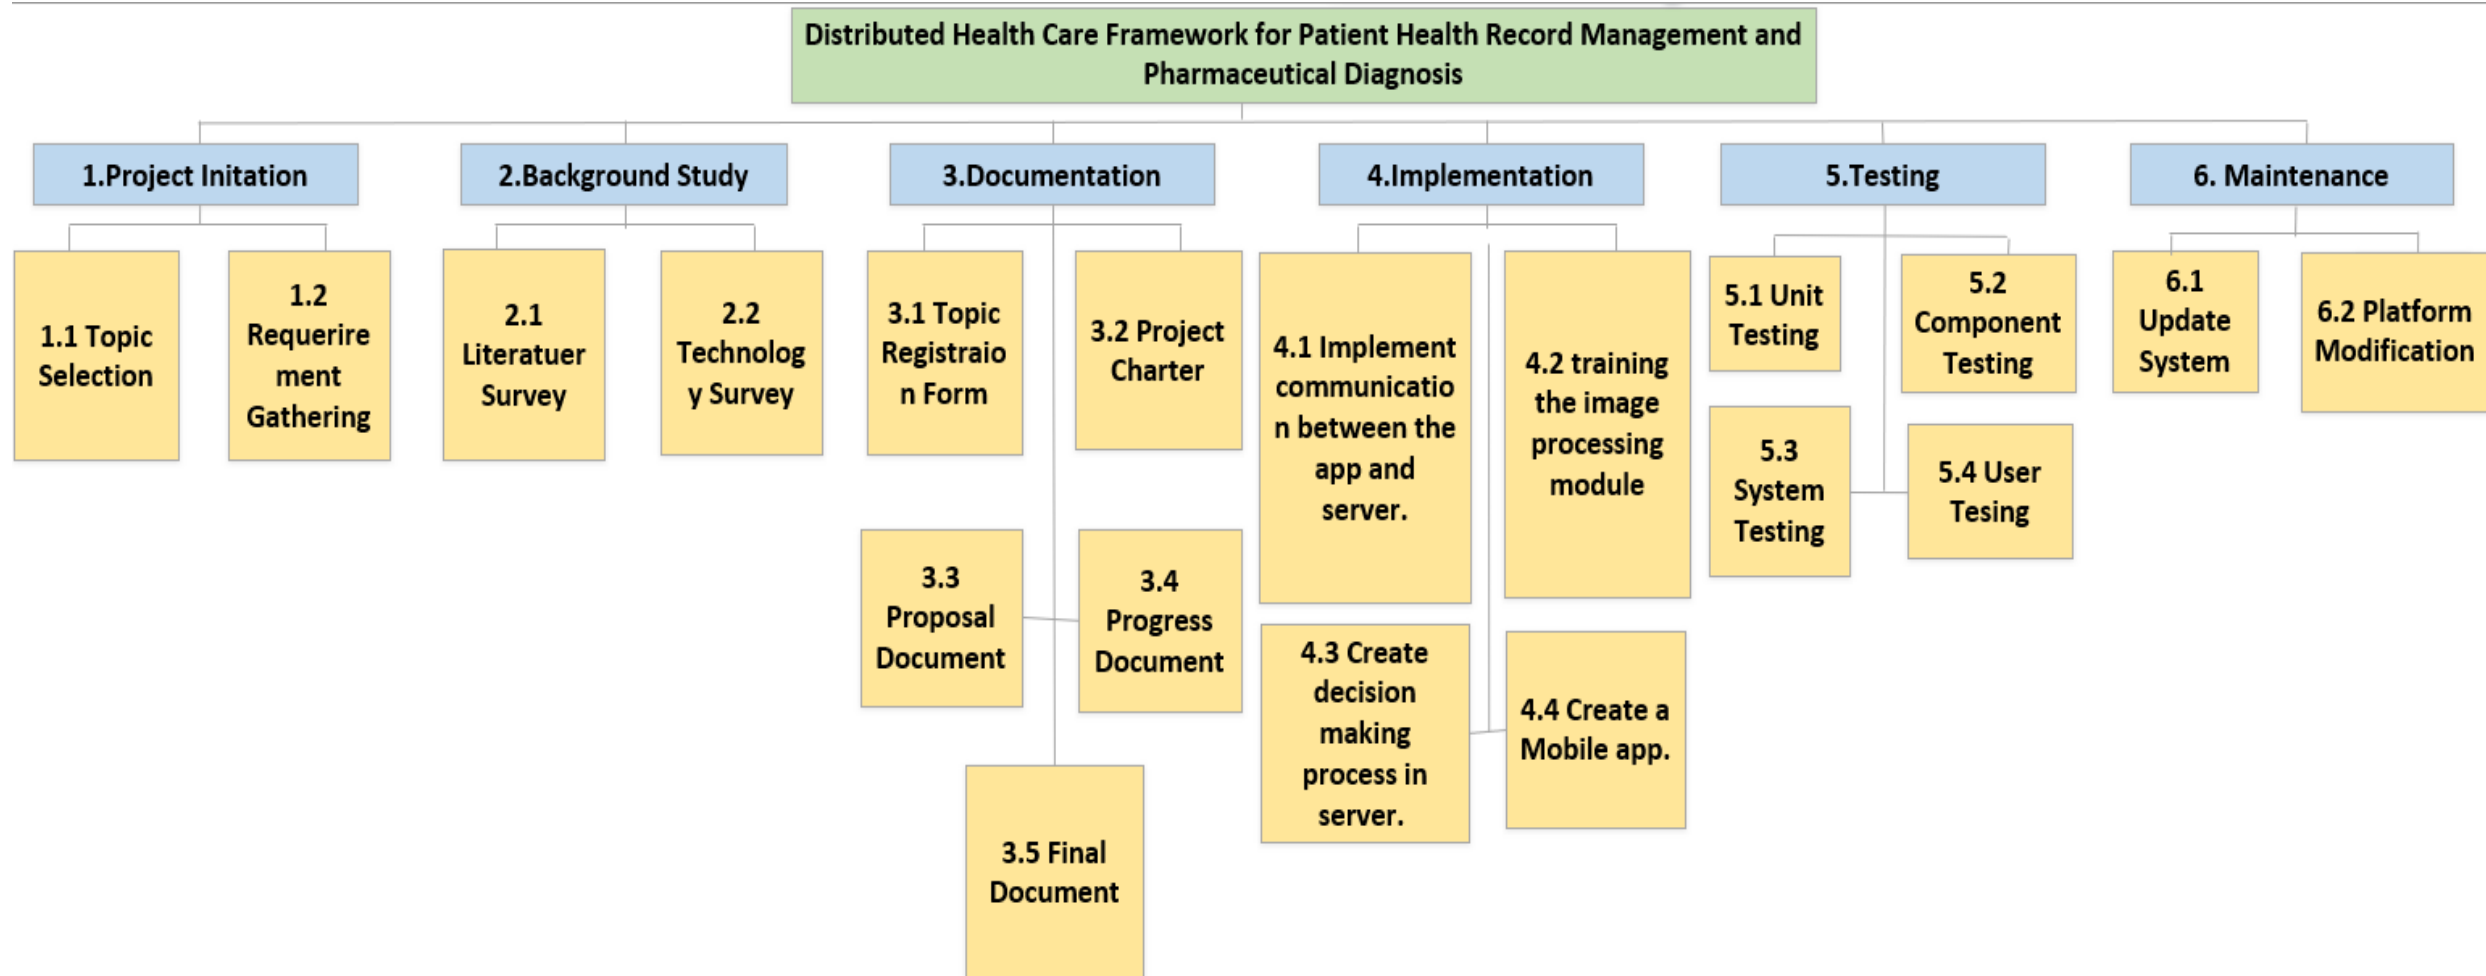 Distributed Health Care Framework for Patient Health Record Management and
Pharmaceutical Diagnosis
1.Project Initation
2.Background Study
3.Documentation
4.Implementation
5.Testing
6. Maintenance
1.1 Topic
Selection
1.2
Requerire
ment
Gathering
2.1
Literatuer
Survey
2.2
Technolog
y Survey
3.1 Topic
Registraio
n Form
3.2 Project
Charter
3.3
Proposal
Document
3.4
Progress
Document
3.5 Final
Document
4.1 Implement
communicatio
n between the
app and
server.
4.2 training
the image
processing
module
4.3 Create
decision
making
process in
server.
4.4 Create a
Mobile app.
5.1 Unit
Testing
5.2
Component
Testing
5.3
System
Testing
5.4 User
Tesing
6.1
Update
System
6.2 Platform
Modification